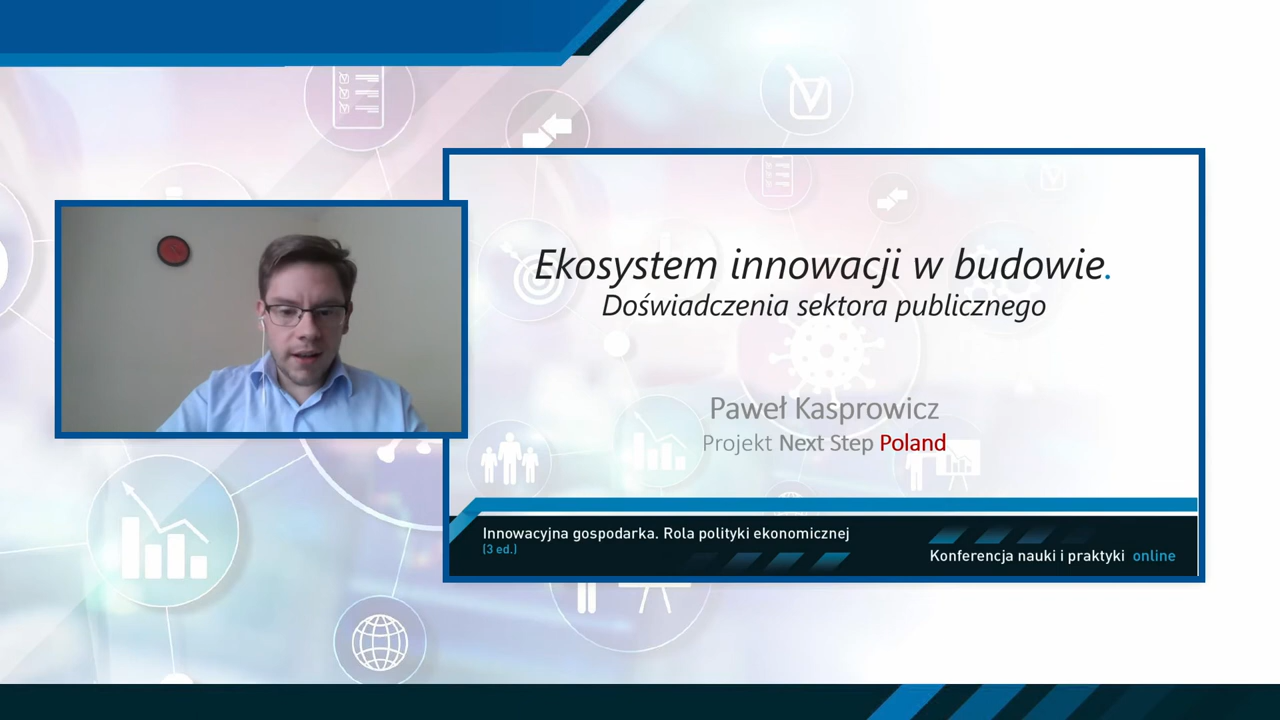 Ekosystem innowacji w budowie.
Doświadczenia sektora publicznego
Paweł Kasprowicz
Projekt Next Step Poland
Innowacyjna gospodarka. Rola polityki ekonomicznej
(3 ed.)
Konferencja nauki i praktyki online